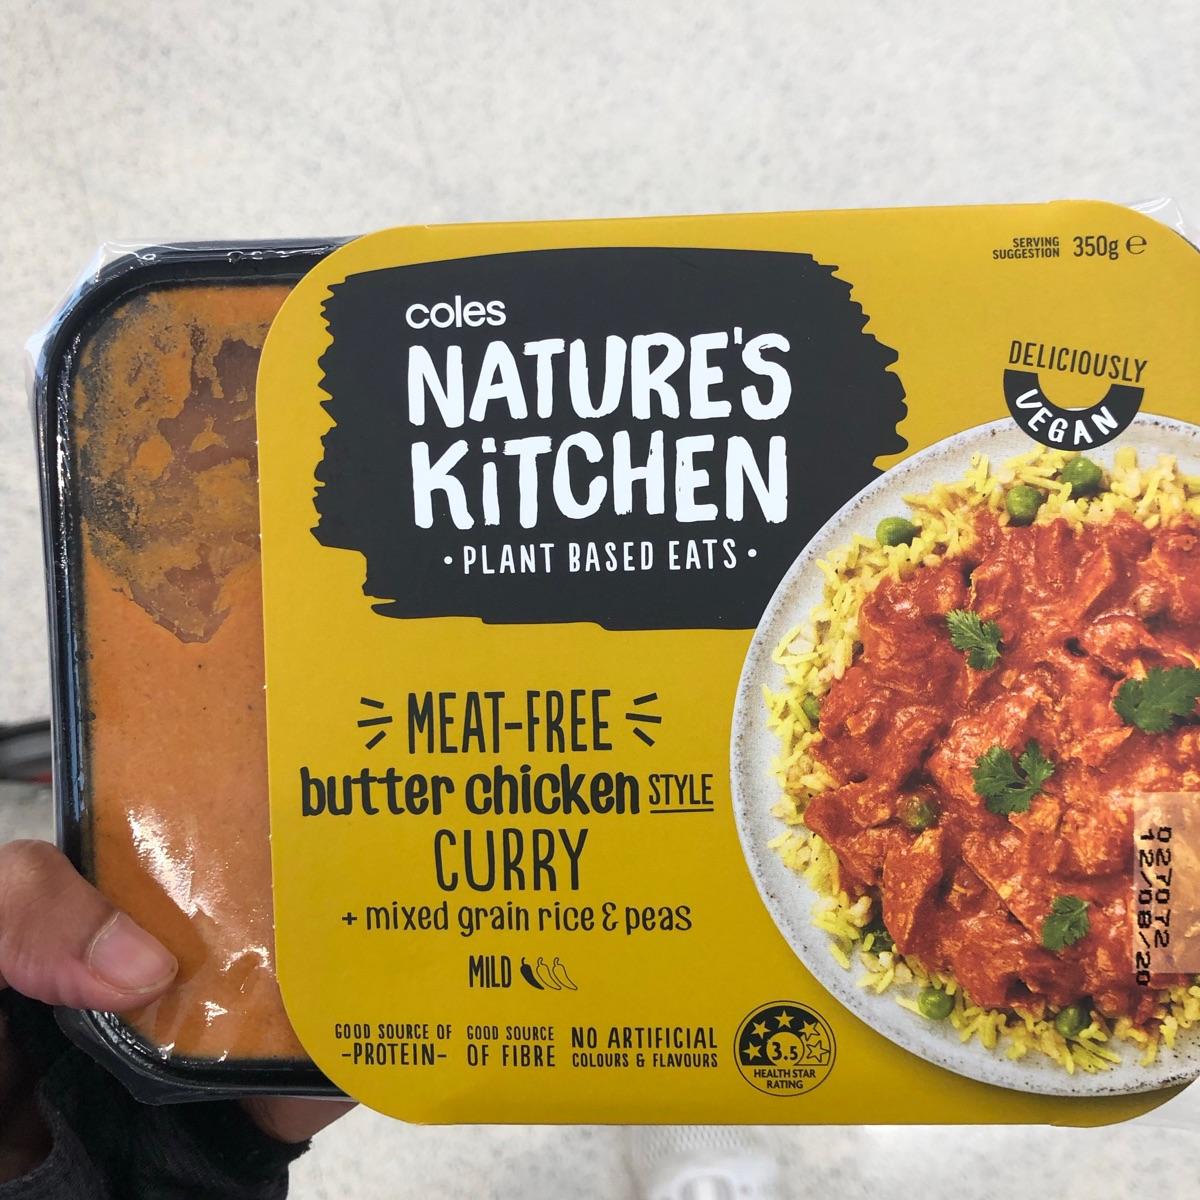 SERVING
SUGGESTION
350g e
coles
NATURE'S
KiTCHEN
• PLANT BASED EATS •
DELICIOUSLY
VEGAN
MEAT-FREE
butter chicken STYLE
CURRY
+ mixed grain rice & peas
MILD
GOOD SOURCE OF
-PROTEIN-
GOOD SOURCE
OF FIBRE
NO ARTIFICIAL
COLOURS & FLAVOURS
3.5
HEALTH STAR
RATING
027072
12/08/20